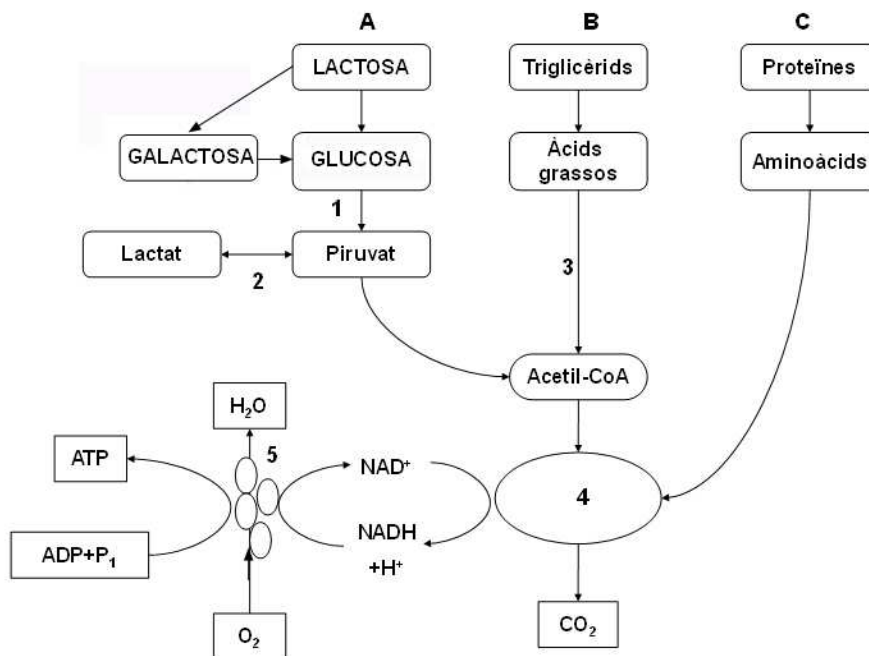 A
B
C
LACTOSA
Triglicèrids
Proteïnes
GALACTOSA
GLUCOSA
Àcids
grassos
Aminoàcids
1
Lactat
Piruvat
2
3
Acetil-CoA
H₂O
ATP
5
NAD⁺
4
NADH
+H⁺
ADP+P₁
O₂
CO₂